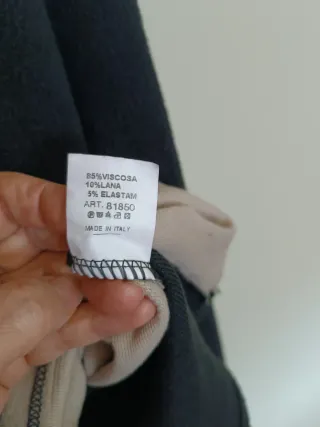 85%VISCOSA
10%LANA
5% ELASTAM
ART. 81850
MADE IN ITALY